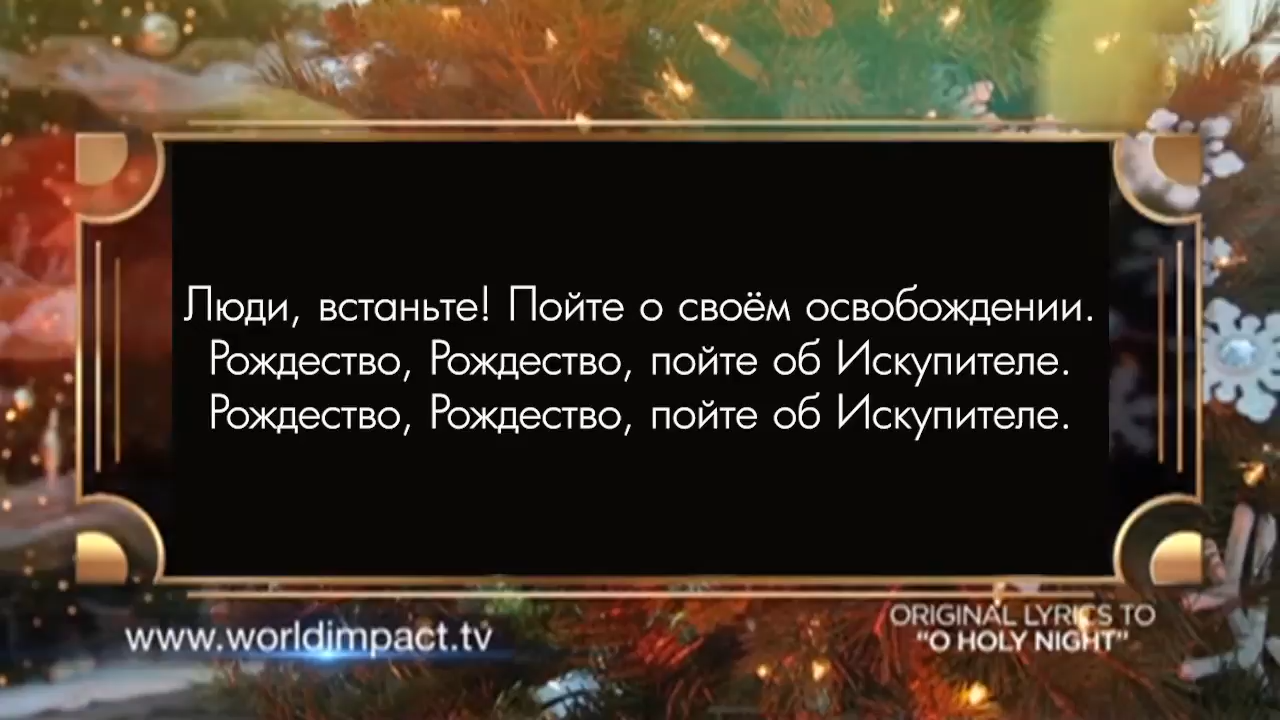 Люди, встаньте! Пойте о своём освобождении.
Рождество, Рождество, пойте об Искупителе.
Рождество, Рождество, пойте об Искупителе.
www.worldimpact.tv
ORIGINAL LYRICS TO
"O HOLY NIGHT"